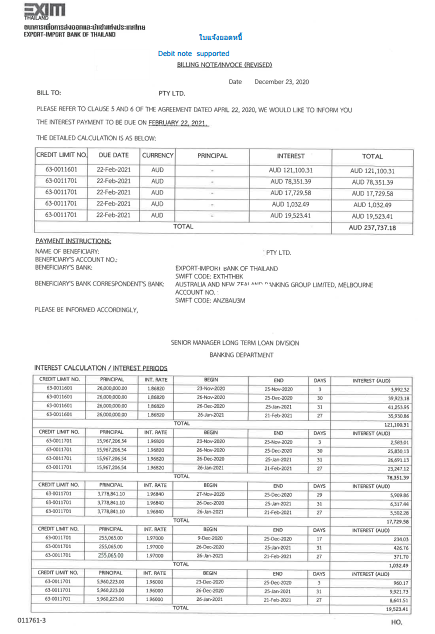 EXIM
THAILAND
ธนาคารเพื่อการส่งออกและนำเข้าแห่งประเทศไทย
EXPORT-IMPORT BANK OF THAILAND
ใบแจ้งยอดหนี้
Debit note supported
BILLING NOTE/INVOCE (REVISED)
Date December 23, 2020
BILL TO: PTY LTD.
PLEASE REFER TO CLAUSE 5 AND 6 OF THE AGREEMENT DATED APRIL 22, 2020, WE WOULD LIKE TO INFORM YOU
THE INTEREST PAYMENT TO BE DUE ON FEBRUARY 22, 2021.
THE DETAILED CALCULATION IS AS BELOW:
CREDIT LIMIT NO. DUE DATE CURRENCY PRINCIPAL INTEREST TOTAL
63-0011601 22-Feb-2021 AUD - AUD 121,100.31 AUD 121,100.31
63-0011701 22-Feb-2021 AUD - AUD 78,351.39 AUD 78,351.39
63-0011701 22-Feb-2021 AUD - AUD 17,729.58 AUD 17,729.58
63-0011701 22-Feb-2021 AUD - AUD 1,032.49 AUD 1,032.49
63-0011701 22-Feb-2021 AUD - AUD 19,523.41 AUD 19,523.41
TOTAL AUD 237,737.18
PAYMENT INSTRUCTIONS:
NAME OF BENEFICIARY: PTY LTD.
BENEFICIARY'S ACCOUNT NO.:
BENEFICIARY'S BANK: EXPORT-IMPORT BANK OF THAILAND
SWIFT CODE: EXTHTHBK
BENEFICIARY'S BANK CORRESPONDENT'S BANK: AUSTRALIA AND NEW ZEALAND BANKING GROUP LIMITED, MELBOURNE
ACCOUNT NO.
SWIFT CODE: ANZBAU3M
PLEASE BE INFORMED ACCORDINGLY,
SENIOR MANAGER LONG TERM LOAN DIVISION
BANKING DEPARTMENT
INTEREST CALCULATION / INTEREST PERIODS
CREDIT LIMIT NO. PRINCIPAL INT. RATE BEGIN END DAYS INTEREST (AUD)
63-0011601 26,000,000.00 1.86820 23-Nov-2020 25-Nov-2020 3 3,992.32
63-0011601 26,000,000.00 1.86820 26-Nov-2020 25-Dec-2020 30 39,923.18
63-0011601 26,000,000.00 1.86820 26-Dec-2020 25-Jan-2021 31 41,253.95
63-0011601 26,000,000.00 1.86820 26-Jan-2021 21-Feb-2021 27 35,930.86
TOTAL 121,100.31
CREDIT LIMIT NO. PRINCIPAL INT. RATE BEGIN END DAYS INTEREST (AUD)
63-0011701 15,967,206.54 1.96820 23-Nov-2020 25-Nov-2020 3 2,583.01
63-0011701 15,967,206.54 1.96820 26-Nov-2020 25-Dec-2020 30 25,830.13
63-0011701 15,967,206.54 1.96820 26-Dec-2020 25-Jan-2021 31 26,691.13
63-0011701 15,967,206.54 1.96820 26-Jan-2021 21-Feb-2021 27 23,247.12
TOTAL 78,351.39
CREDIT LIMIT NO. PRINCIPAL INT. RATE BEGIN END DAYS INTEREST (AUD)
63-0011701 3,778,841.10 1.96840 27-Nov-2020 25-Dec-2020 29 5,909.86
63-0011701 3,778,841.10 1.96840 26-Dec-2020 25-Jan-2021 31 6,317.44
63-0011701 3,778,841.10 1.96840 26-Jan-2021 21-Feb-2021 27 5,502.28
TOTAL 17,729.58
CREDIT LIMIT NO. PRINCIPAL INT. RATE BEGIN END DAYS INTEREST (AUD)
63-0011701 255,065.00 1.97000 9-Dec-2020 25-Dec-2020 17 234.03
63-0011701 255,065.00 1.97000 26-Dec-2020 25-Jan-2021 31 426.76
63-0011701 255,065.00 1.97000 26-Jan-2021 21-Feb-2021 27 371.70
TOTAL 1,032.49
CREDIT LIMIT NO. PRINCIPAL INT. RATE BEGIN END DAYS INTEREST (AUD)
63-0011701 5,960,223.00 1.96000 23-Dec-2020 25-Dec-2020 3 960.17
63-0011701 5,960,223.00 1.96000 26-Dec-2020 25-Jan-2021 31 9,921.73
63-0011701 5,960,223.00 1.96000 26-Jan-2021 21-Feb-2021 27 8,641.51
TOTAL 19,523.41
011761-3 HO.